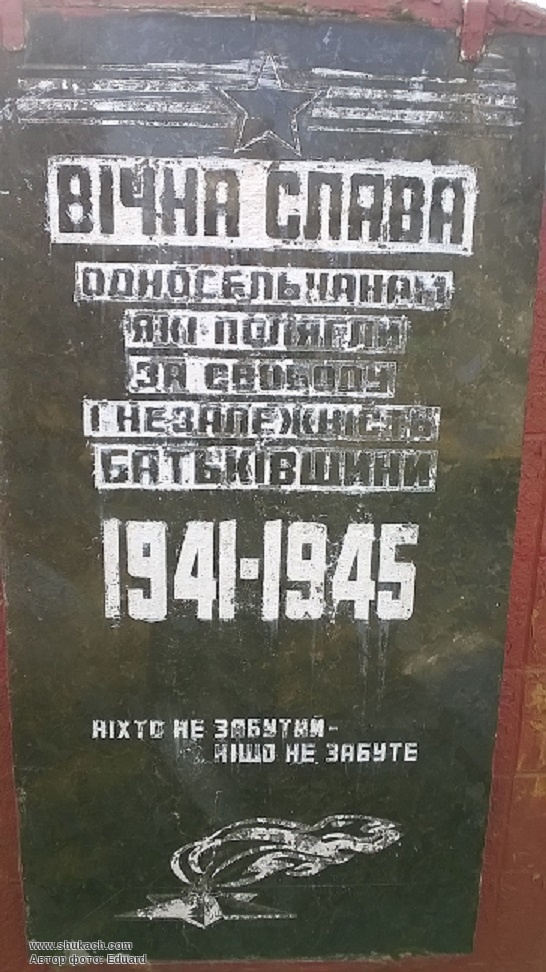 ВІЧНА СЛАВА
ОДНОСЕЛЬЧАНАМ
ЯКІ ПОЛЯГЛИ
ЗА СВОБОДУ
І НЕЗАЛЕЖНІСТЬ
БАТЬКІВЩИНИ
1941-1945
НІХТО НЕ ЗАБУТИЙ-
НІЩО НЕ ЗАБУТЕ
www.shukach.com
Автор фото: Eduard